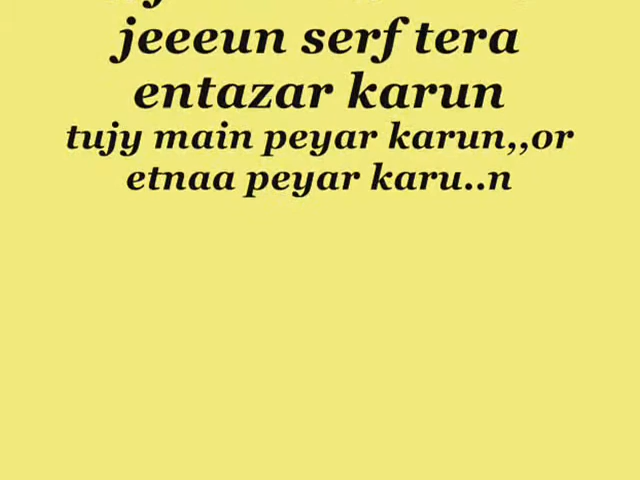 jeeeun serf tera
entazar karun
tujy main peyar karun,,or
etnaa peyar karu..n